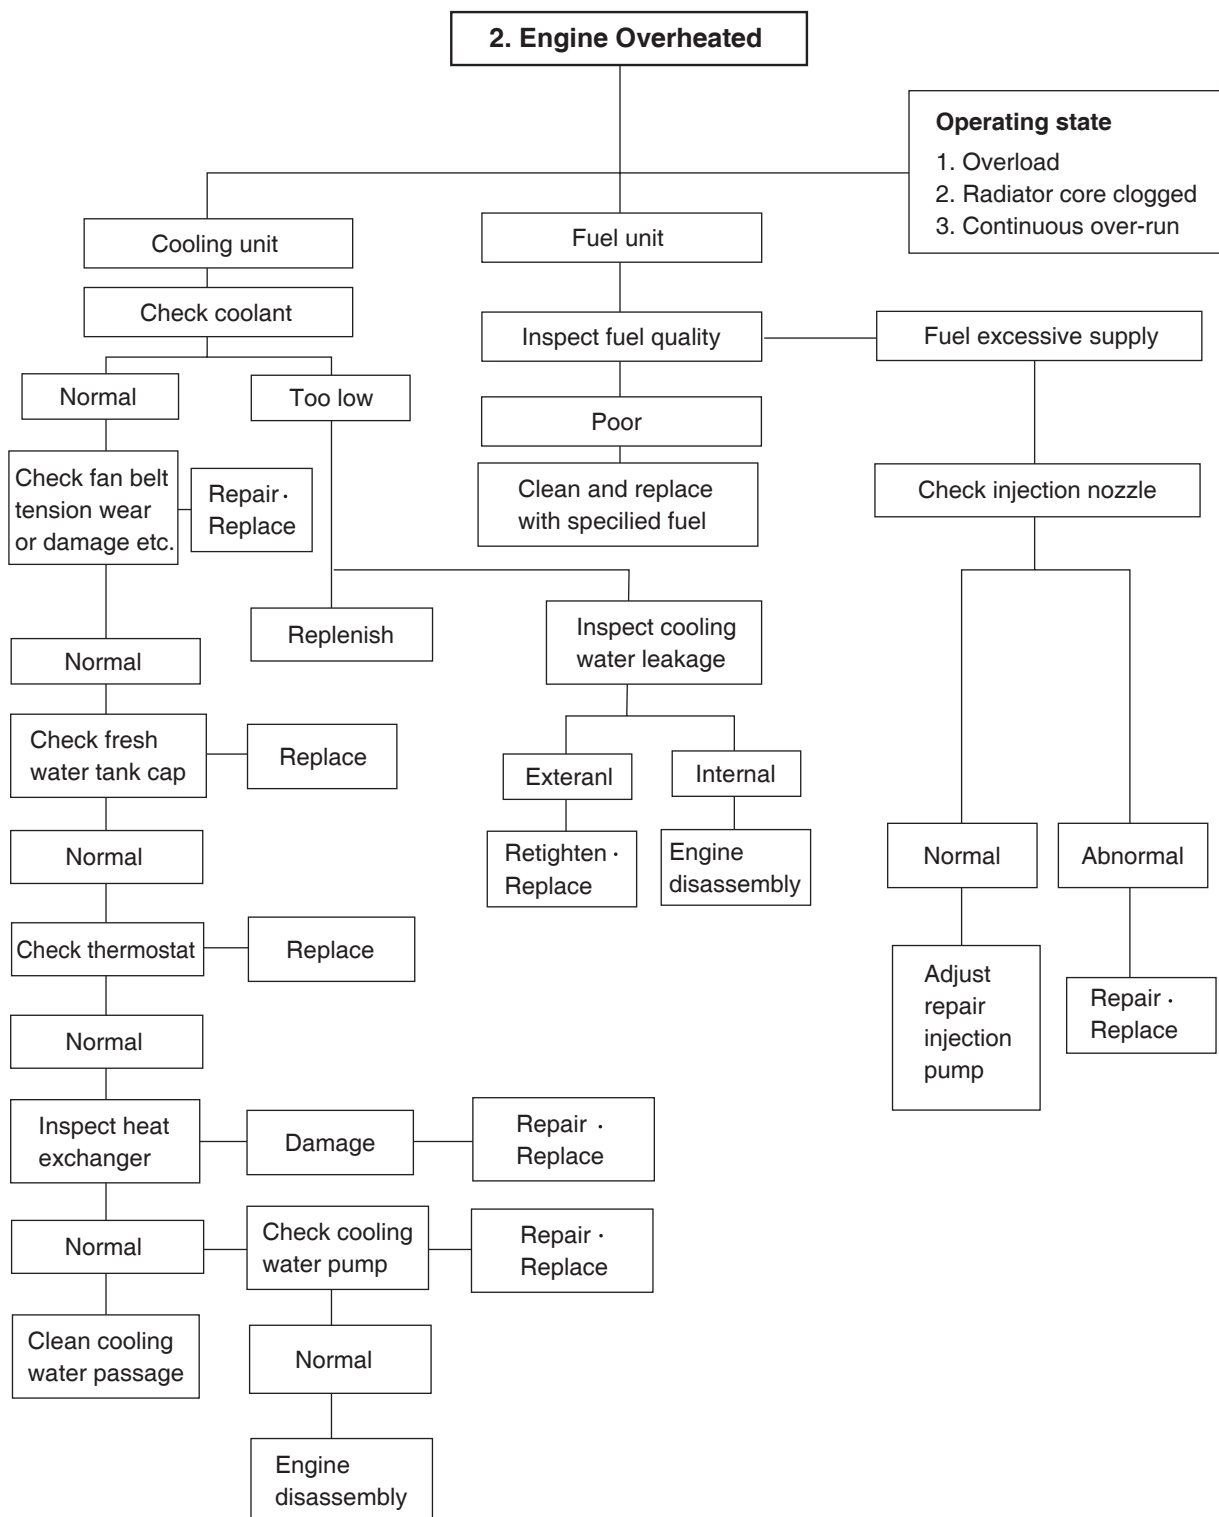 2. Engine Overheated
Operating state
1. Overload
2. Radiator core clogged
3. Continuous over-run
Cooling unit
Fuel unit
Check coolant
Inspect fuel quality
Fuel excessive supply
Normal
Too low
Poor
Check fan belt
tension wear
or damage etc.
Repair ·
Replace
Clean and replace
with specilied fuel
Check injection nozzle
Normal
Replenish
Inspect cooling
water leakage
Check fresh
water tank cap
Replace
Exteranl
Internal
Normal
Retighten ·
Replace
Engine
disassembly
Normal
Abnormal
Check thermostat
Replace
Adjust
repair
injection
pump
Repair ·
Replace
Normal
Inspect heat
exchanger
Damage
Repair ·
Replace
Normal
Check cooling
water pump
Repair ·
Replace
Clean cooling
water passage
Normal
Engine
disassembly